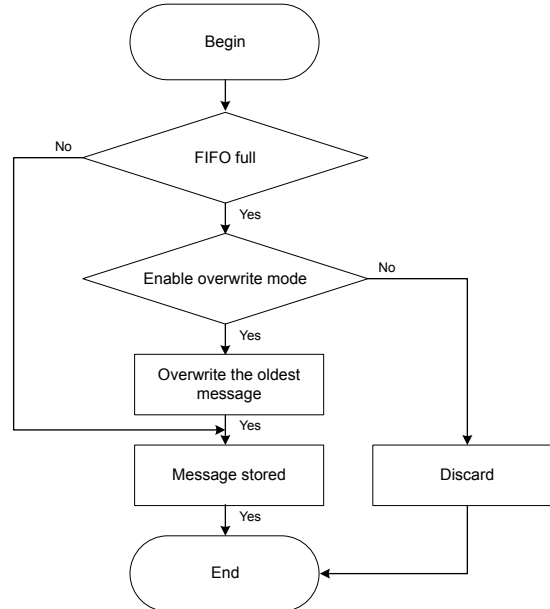 Begin
No
FIFO full
Yes
Enable overwrite mode
No
Yes
Overwrite the oldest
message
Yes
Message stored
Discard
Yes
End